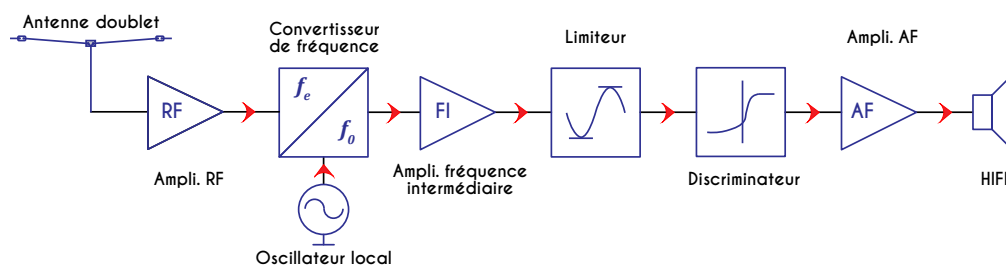 Antenne doublet
Convertisseur
de fréquence
Limiteur
Ampli. AF
RF
fe
f0
FI
AF
Ampli. RF
Ampli. fréquence
intermédiaire
Discriminateur
HIFI
Oscillateur local